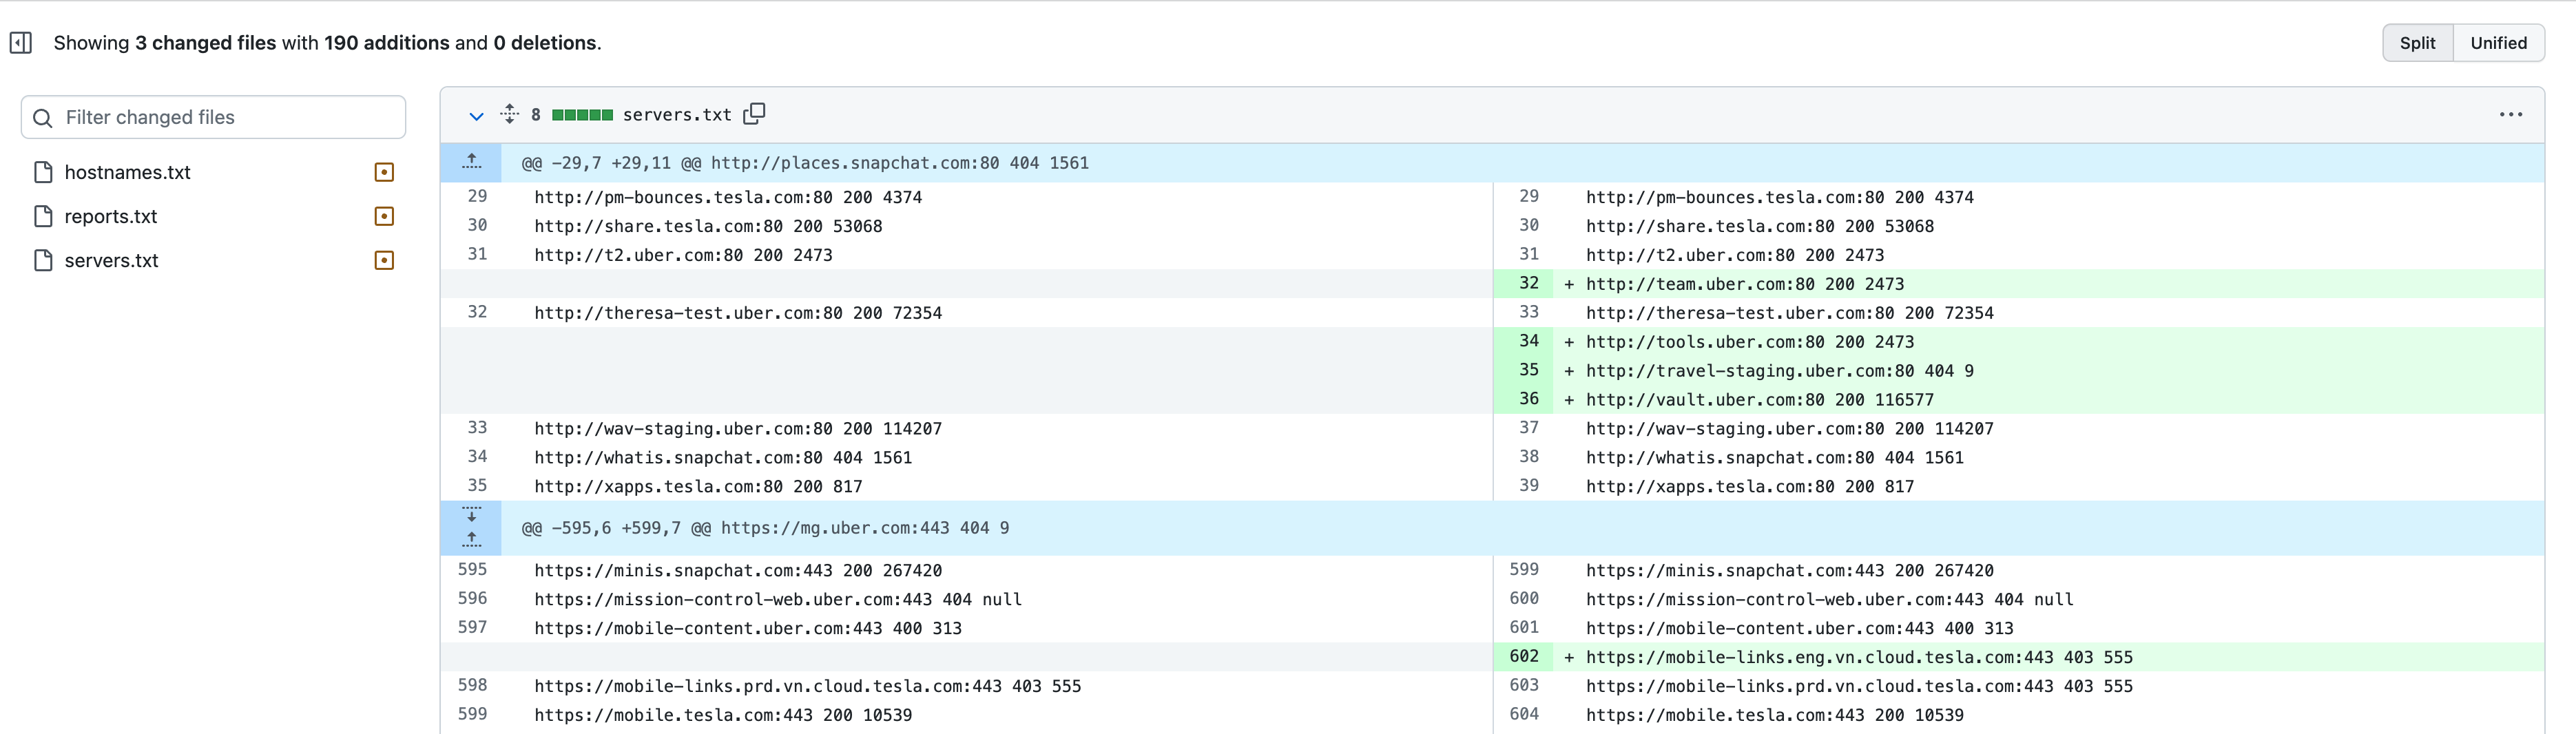 Showing 3 changed files with 190 additions and 0 deletions.
Split Unified
Filter changed files
hostnames.txt
reports.txt
servers.txt
8 servers.txt
@@ -29,7 +29,11 @@ http://places.snapchat.com:80 404 1561
29 http://pm-bounces.tesla.com:80 200 4374 29 http://pm-bounces.tesla.com:80 200 4374
30 http://share.tesla.com:80 200 53068 30 http://share.tesla.com:80 200 53068
31 http://t2.uber.com:80 200 2473 31 http://t2.uber.com:80 200 2473
32 + http://team.uber.com:80 200 2473
32 http://theresa-test.uber.com:80 200 72354 33 http://theresa-test.uber.com:80 200 72354
34 + http://tools.uber.com:80 200 2473
35 + http://travel-staging.uber.com:80 404 9
36 + http://vault.uber.com:80 200 116577
33 http://wav-staging.uber.com:80 200 114207 37 http://wav-staging.uber.com:80 200 114207
34 http://whatis.snapchat.com:80 404 1561 38 http://whatis.snapchat.com:80 404 1561
35 http://xapps.tesla.com:80 200 817 39 http://xapps.tesla.com:80 200 817
@@ -595,6 +599,7 @@ https://mg.uber.com:443 404 9
595 https://minis.snapchat.com:443 200 267420 599 https://minis.snapchat.com:443 200 267420
596 https://mission-control-web.uber.com:443 404 null 600 https://mission-control-web.uber.com:443 404 null
597 https://mobile-content.uber.com:443 400 313 601 https://mobile-content.uber.com:443 400 313
602 + https://mobile-links.eng.vn.cloud.tesla.com:443 403 555
598 https://mobile-links.prd.vn.cloud.tesla.com:443 403 555 603 https://mobile-links.prd.vn.cloud.tesla.com:443 403 555
599 https://mobile.tesla.com:443 200 10539 604 https://mobile.tesla.com:443 200 10539